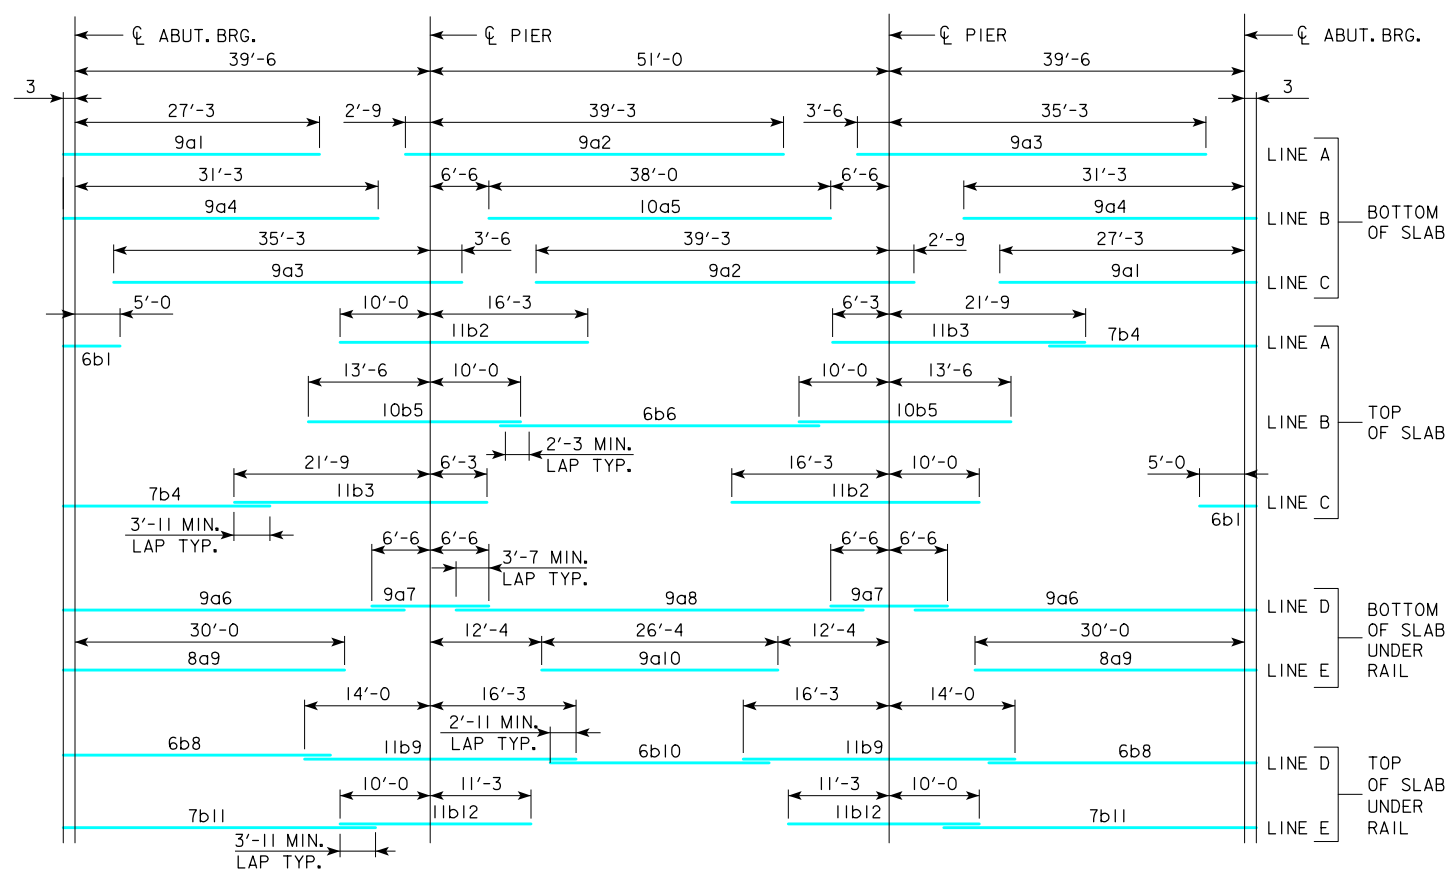 ℄ ABUT. BRG. ℄ PIER ℄ PIER ℄ ABUT. BRG.
39'-6 51'-0 39'-6
3 3
27'-3 2'-9 39'-3 3'-6 35'-3
9a1 9a2 9a3 LINE A
31'-3 6'-6 38'-0 6'-6 31'-3
9a4 10a5 9a4 LINE B
BOTTOM
OF SLAB
35'-3 3'-6 39'-3 2'-9 27'-3
9a3 9a2 9a1 LINE C
5'-0 10'-0 16'-3 6'-3 21'-9
6b1 11b2 11b3 7b4 LINE A
13'-6 10'-0 10'-0 13'-6
10b5 6b6 10b5 LINE B
TOP
OF SLAB
2'-3 MIN.
LAP TYP.
21'-9 6'-3 16'-3 10'-0 5'-0
7b4 11b3 11b2 6b1 LINE C
3'-11 MIN.
LAP TYP.
6'-6 6'-6 6'-6 6'-6
3'-7 MIN.
LAP TYP.
9a6 9a7 9a8 9a7 9a6 LINE D
BOTTOM
OF SLAB
UNDER
RAIL
30'-0 12'-4 26'-4 12'-4 30'-0
8a9 9a10 8a9 LINE E
14'-0 16'-3 16'-3 14'-0
2'-11 MIN.
LAP TYP.
6b8 11b9 6b10 11b9 6b8 LINE D
TOP
OF SLAB
UNDER
RAIL
10'-0 11'-3 11'-3 10'-0
7b11 11b12 11b12 7b11 LINE E
3'-11 MIN.
LAP TYP.